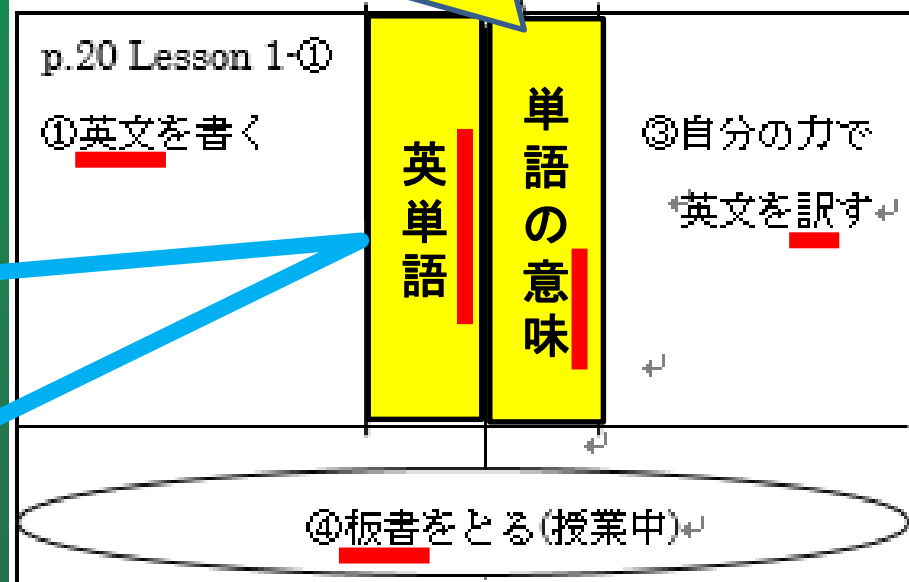 p.20 Lesson 1-①
①英文を書く
英単語
単語の意味
③自分の力で
英文を訳す
④板書をとる(授業中)